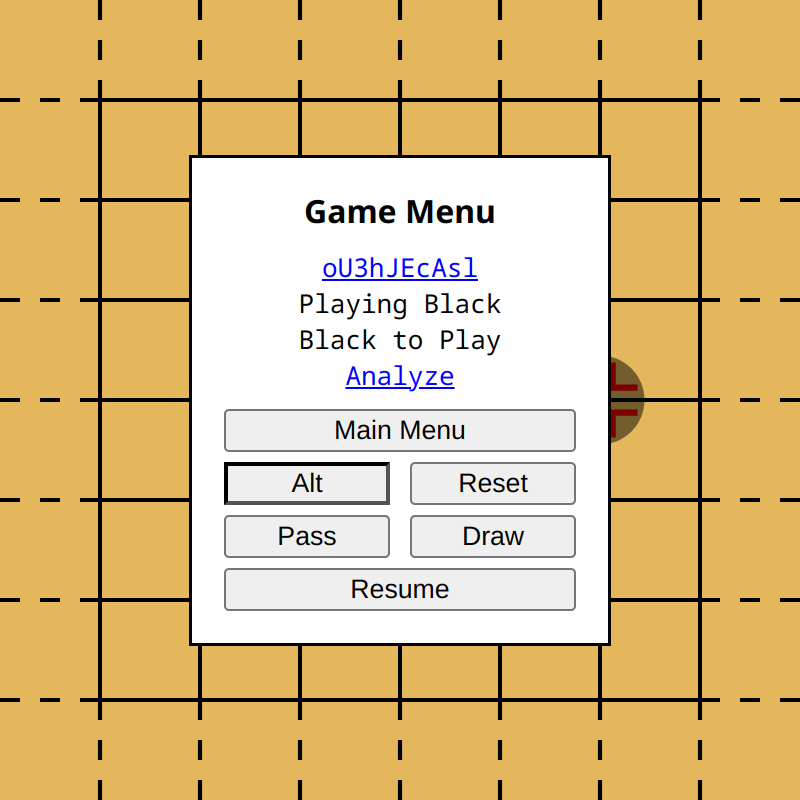 Game Menu
oU3hJEcAsl
Playing Black
Black to Play
Analyze
Main Menu
Alt Reset
Pass Draw
Resume